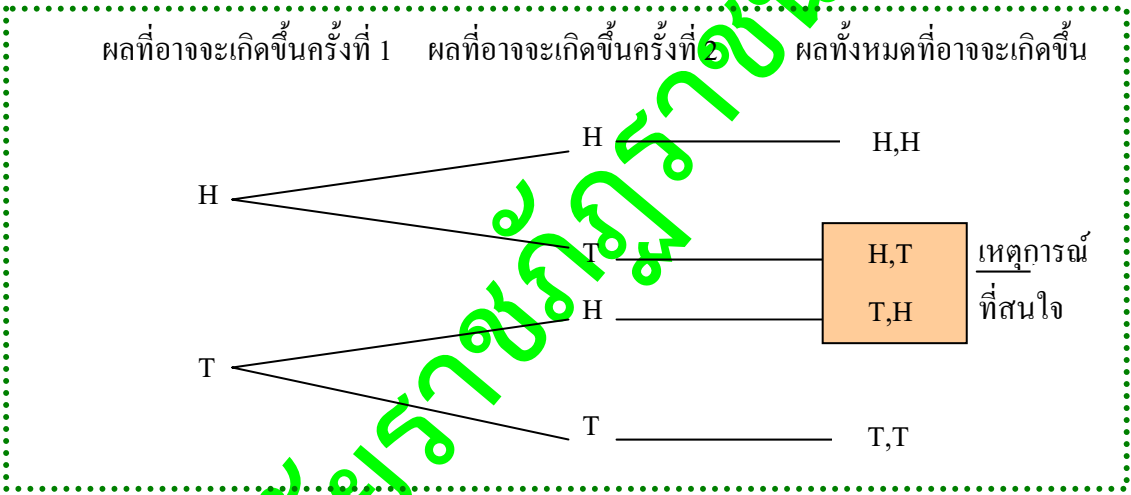 ผลที่อาจจะเกิดขึ้นครั้งที่ 1 ผลที่อาจจะเกิดขึ้นครั้งที่ 2 ผลทั้งหมดที่อาจจะเกิดขึ้น
H H,H
H
T H,T เหตุการณ์
H T,H ที่สนใจ
T
T T,T